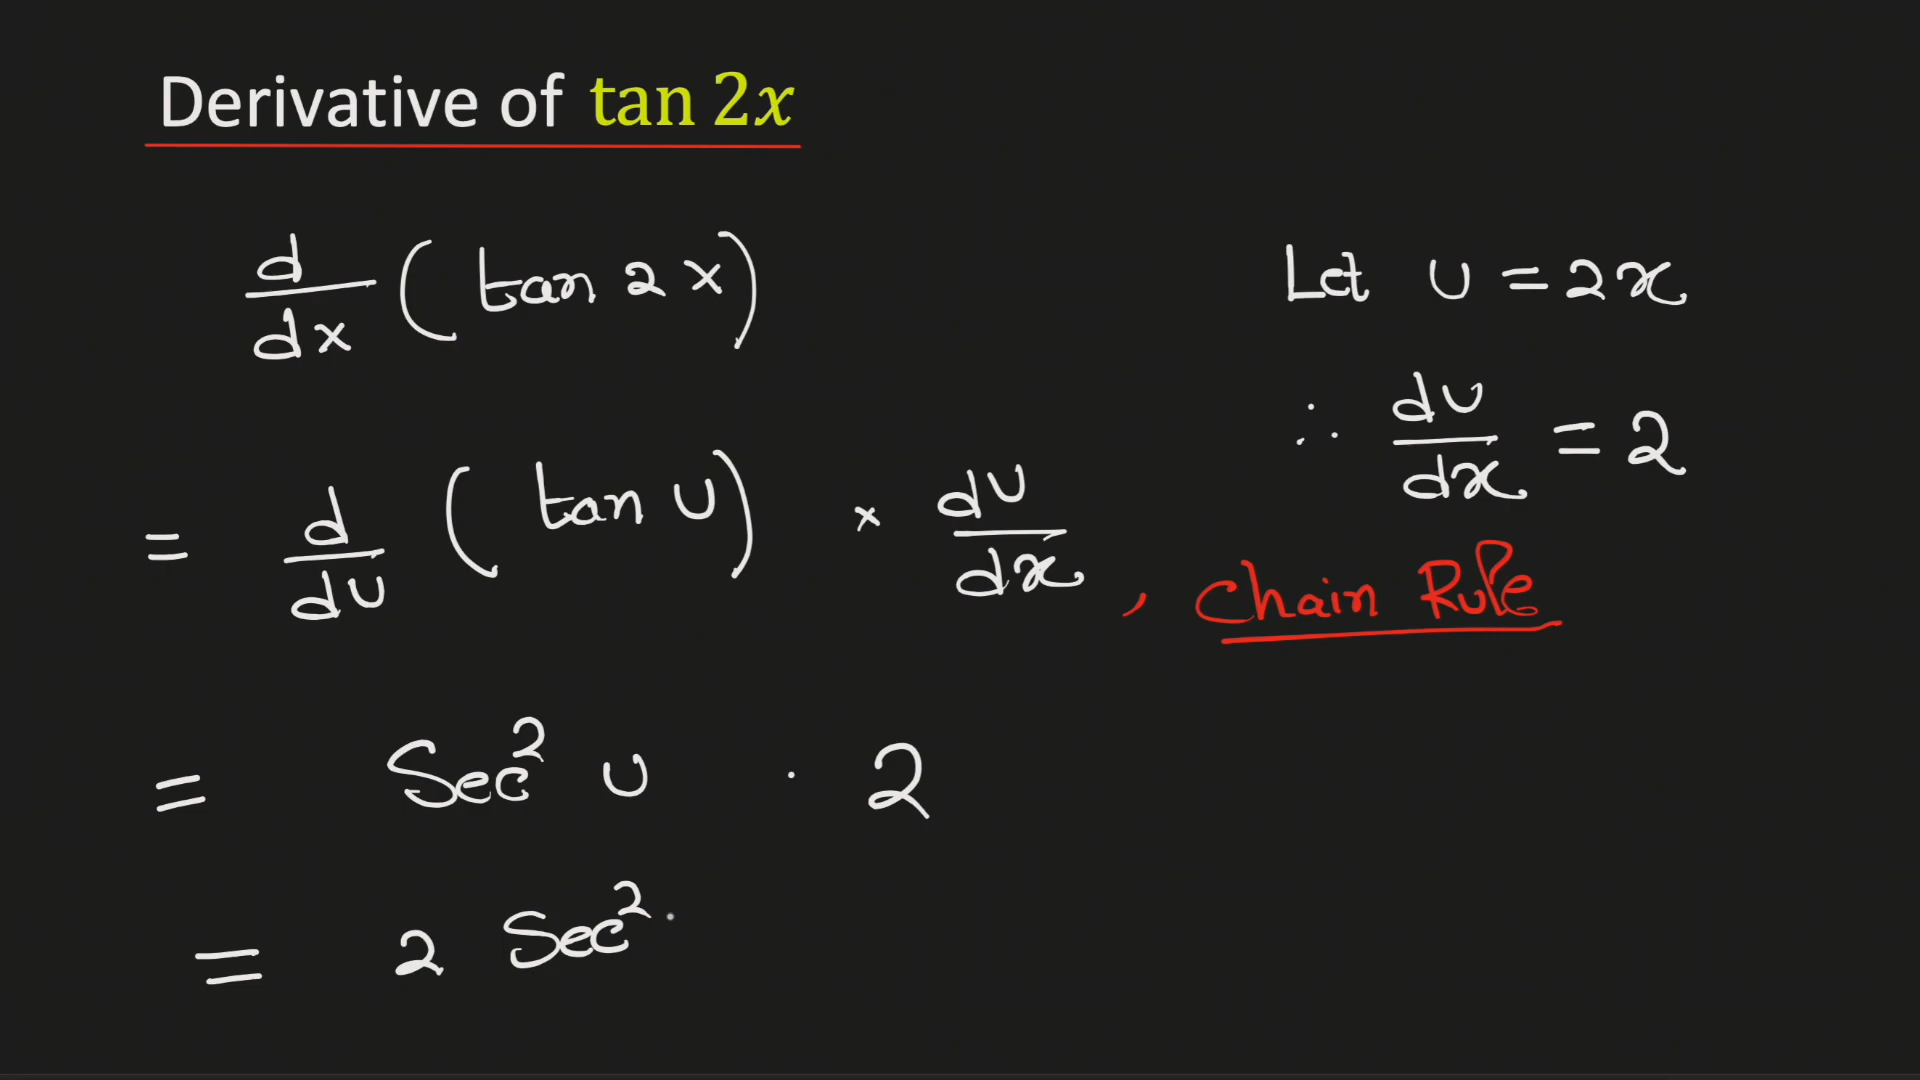 Derivative of tan 2x
d/dx (tan 2x)
Let u = 2x
∴ du/dx = 2
= d/du (tan u) × du/dx , Chain Rule
= Sec² u · 2
= 2 Sec²